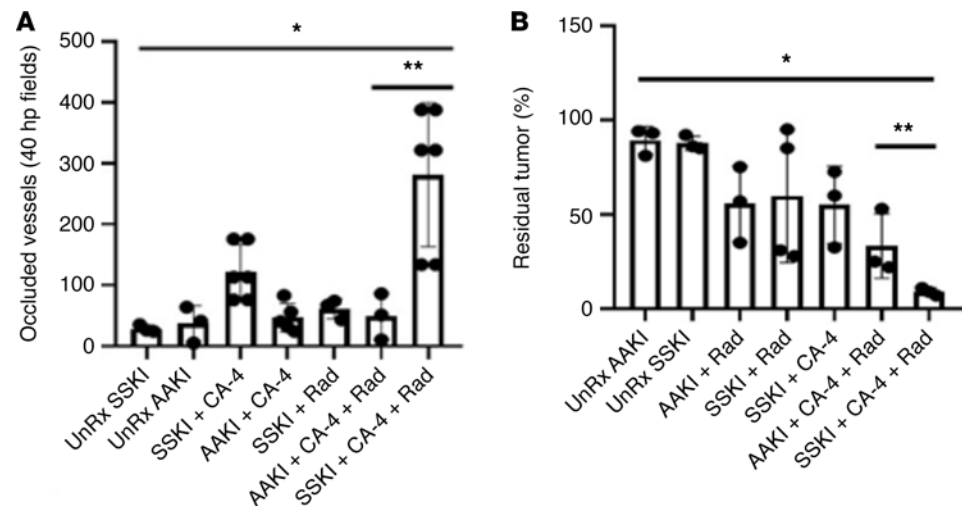 A
Occluded vessels (40 hp fields)
500
400
300
200
100
0
*
**
UnRx SSKI
UnRx AAKI
SSKI + CA-4
AAKI + CA-4
SSKI + Rad
AAKI + CA-4 + Rad
SSKI + CA-4 + Rad
B
Residual tumor (%)
150
100
50
0
*
**
UnRx AAKI
UnRx SSKI
AAKI + Rad
SSKI + Rad
SSKI + CA-4
AAKI + CA-4 + Rad
SSKI + CA-4 + Rad